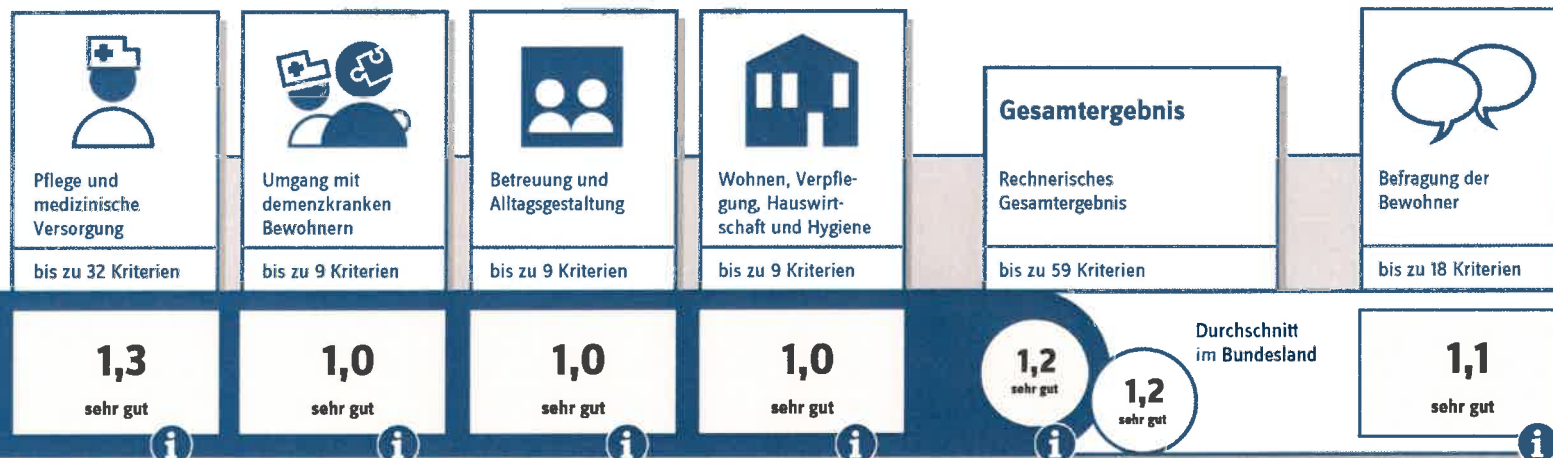 Pflege und
medizinische
Versorgung
bis zu 32 Kriterien
1,3
sehr gut
Umgang mit
demenzkranken
Bewohnern
bis zu 9 Kriterien
1,0
sehr gut
Betreuung und
Alltagsgestaltung
bis zu 9 Kriterien
1,0
sehr gut
Wohnen, Verpfle-
gung, Hauswirt-
schaft und Hygiene
bis zu 9 Kriterien
1,0
sehr gut
Gesamtergebnis
Rechnerisches
Gesamtergebnis
bis zu 59 Kriterien
1,2
sehr gut
Durchschnitt
im Bundesland
1,2
sehr gut
Befragung der
Bewohner
bis zu 18 Kriterien
1,1
sehr gut